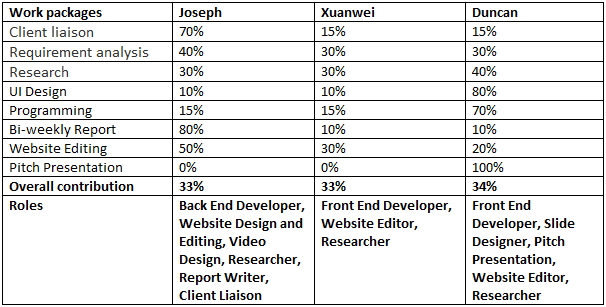 Work packages Joseph Xuanwei Duncan
Client liaison 70% 15% 15%
Requirement analysis 40% 30% 30%
Research 30% 30% 40%
UI Design 10% 10% 80%
Programming 15% 15% 70%
Bi-weekly Report 80% 10% 10%
Website Editing 50% 30% 20%
Pitch Presentation 0% 0% 100%
Overall contribution 33% 33% 34%
Roles Back End Developer, Front End Developer, Front End
Website Design and Website Editor, Developer, Slide
Editing, Video Researcher Designer, Pitch
Design, Researcher, Presentation,
Report Writer, Website Editor,
Client Liaison Researcher